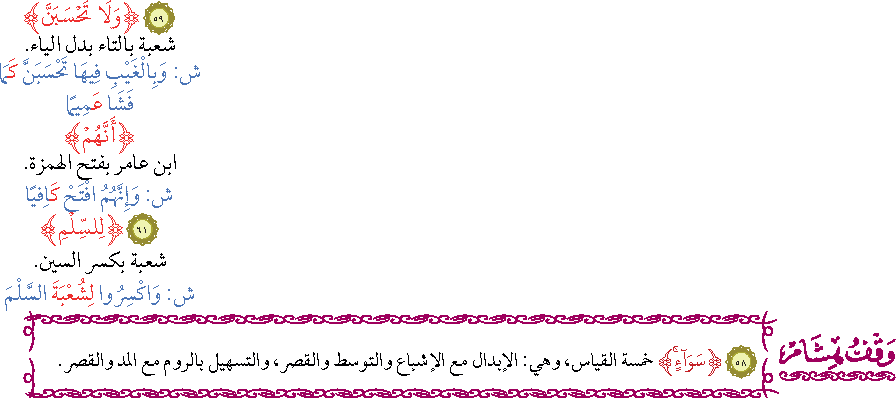 ٥٩ ﴿وَلَا تَحْسَبَنَّ﴾
شعبة بالتاء بدل الياء.
ش: وَبِالْغَيْبِ فِيهَا تَحْسَبَنَّ كَمَا
فَشَا عَمِيمًا
﴿أَنَّهُمْ﴾
ابن عامر بفتح الهمزة.
ش: وَإِنَّهُمُ افْتَحْ كَافِيًا
٦١ ﴿لِلسِّلْمِ﴾
شعبة بكسر السين.
ش: وَاكْسِرُوا لِشُعْبَةَ السَّلْمَ
وقف هشام
٥٨ ﴿سَوَآءٍۚ﴾ خمسة القياس، وهي: الإبدال مع الإشباع والتوسط والقصر، والتسهيل بالروم مع المد والقصر.